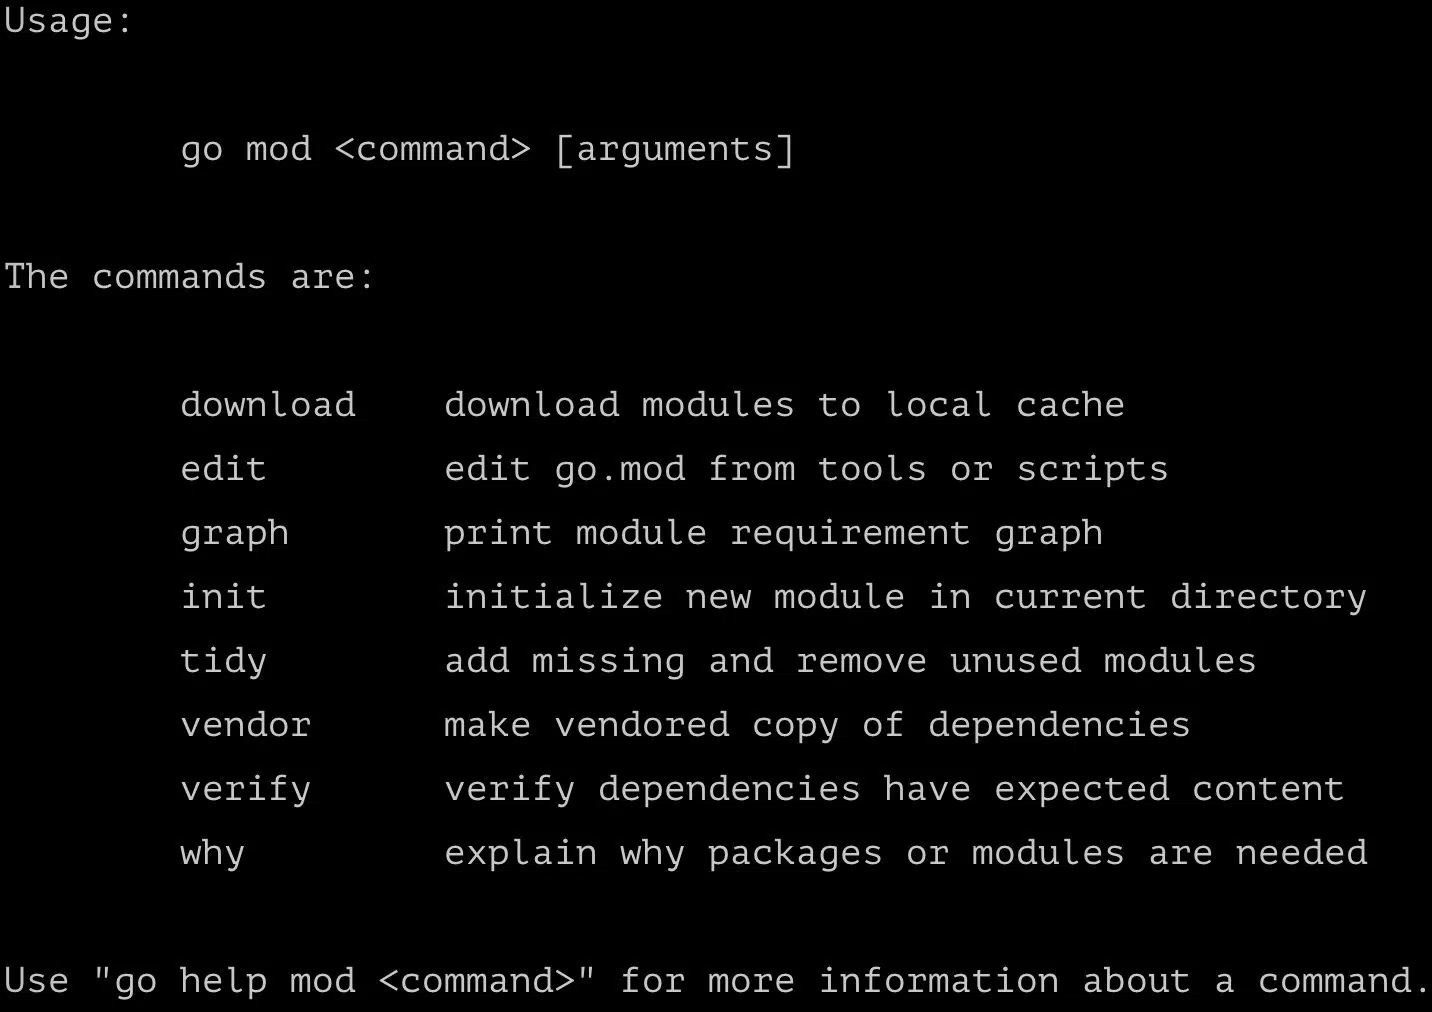 Usage:
go mod <command> [arguments]
The commands are:
download    download modules to local cache
edit        edit go.mod from tools or scripts
graph       print module requirement graph
init        initialize new module in current directory
tidy        add missing and remove unused modules
vendor      make vendored copy of dependencies
verify      verify dependencies have expected content
why         explain why packages or modules are needed
Use "go help mod <command>" for more information about a command.